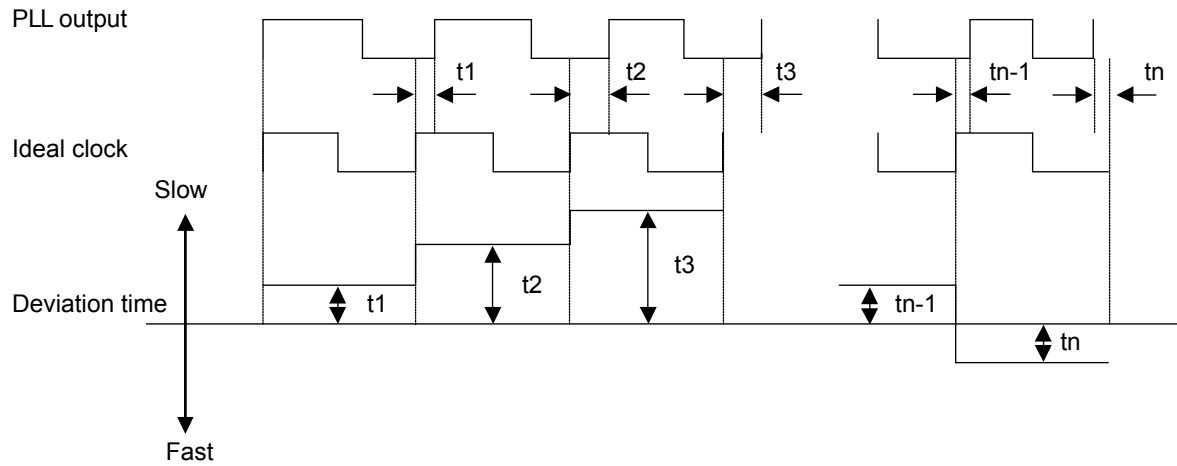 PLL output
t1
t2
t3
tn-1
tn
Ideal clock
Slow
Deviation time
t1
t2
t3
tn-1
tn
Fast